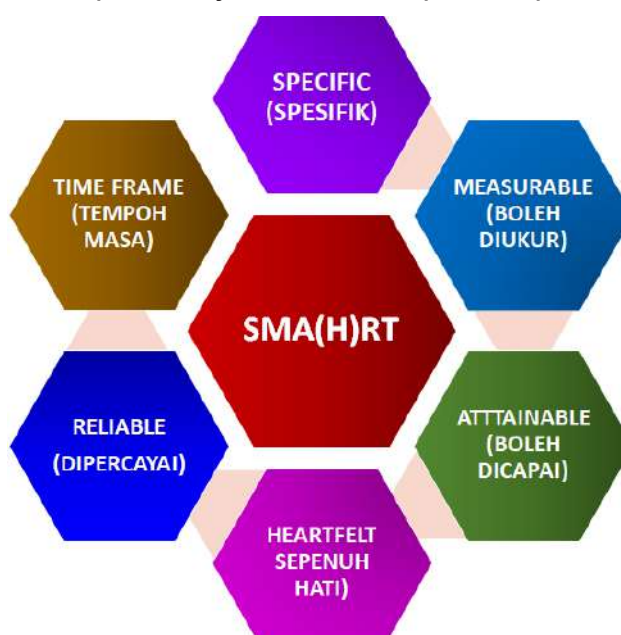 SPECIFIC
(SPESIFIK)
MEASURABLE
(BOLEH
DIUKUR)
ATTTAINABLE
(BOLEH
DICAPAI)
HEARTFELT
SEPENUH
HATI)
RELIABLE
(DIPERCAYAI)
TIME FRAME
(TEMPOH
MASA)
SMA(H)RT